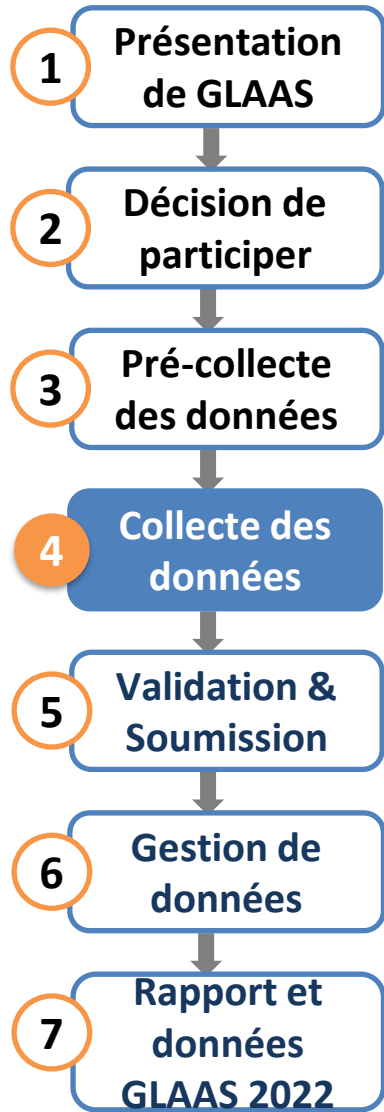 1
Présentation
de GLAAS
2
Décision de
participer
3
Pré-collecte
des données
4
Collecte des
données
5
Validation &
Soumission
6
Gestion de
données
7
Rapport et
données
GLAAS 2022